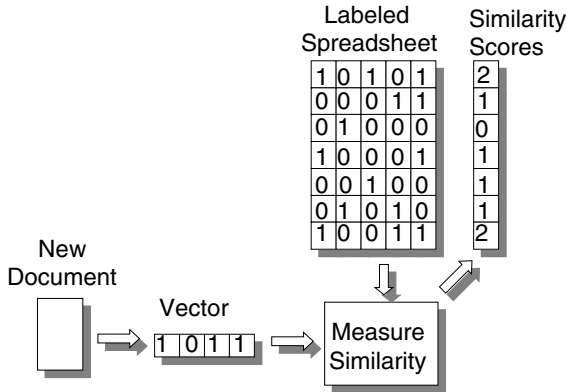 Labeled
Spreadsheet
Similarity
Scores
1 0 1 0 1
0 0 0 1 1
0 1 0 0 0
1 0 0 0 1
0 0 1 0 0
0 1 0 1 0
1 0 0 1 1
2
1
0
1
1
1
2
New
Document
Vector
1 0 1 1
Measure
Similarity